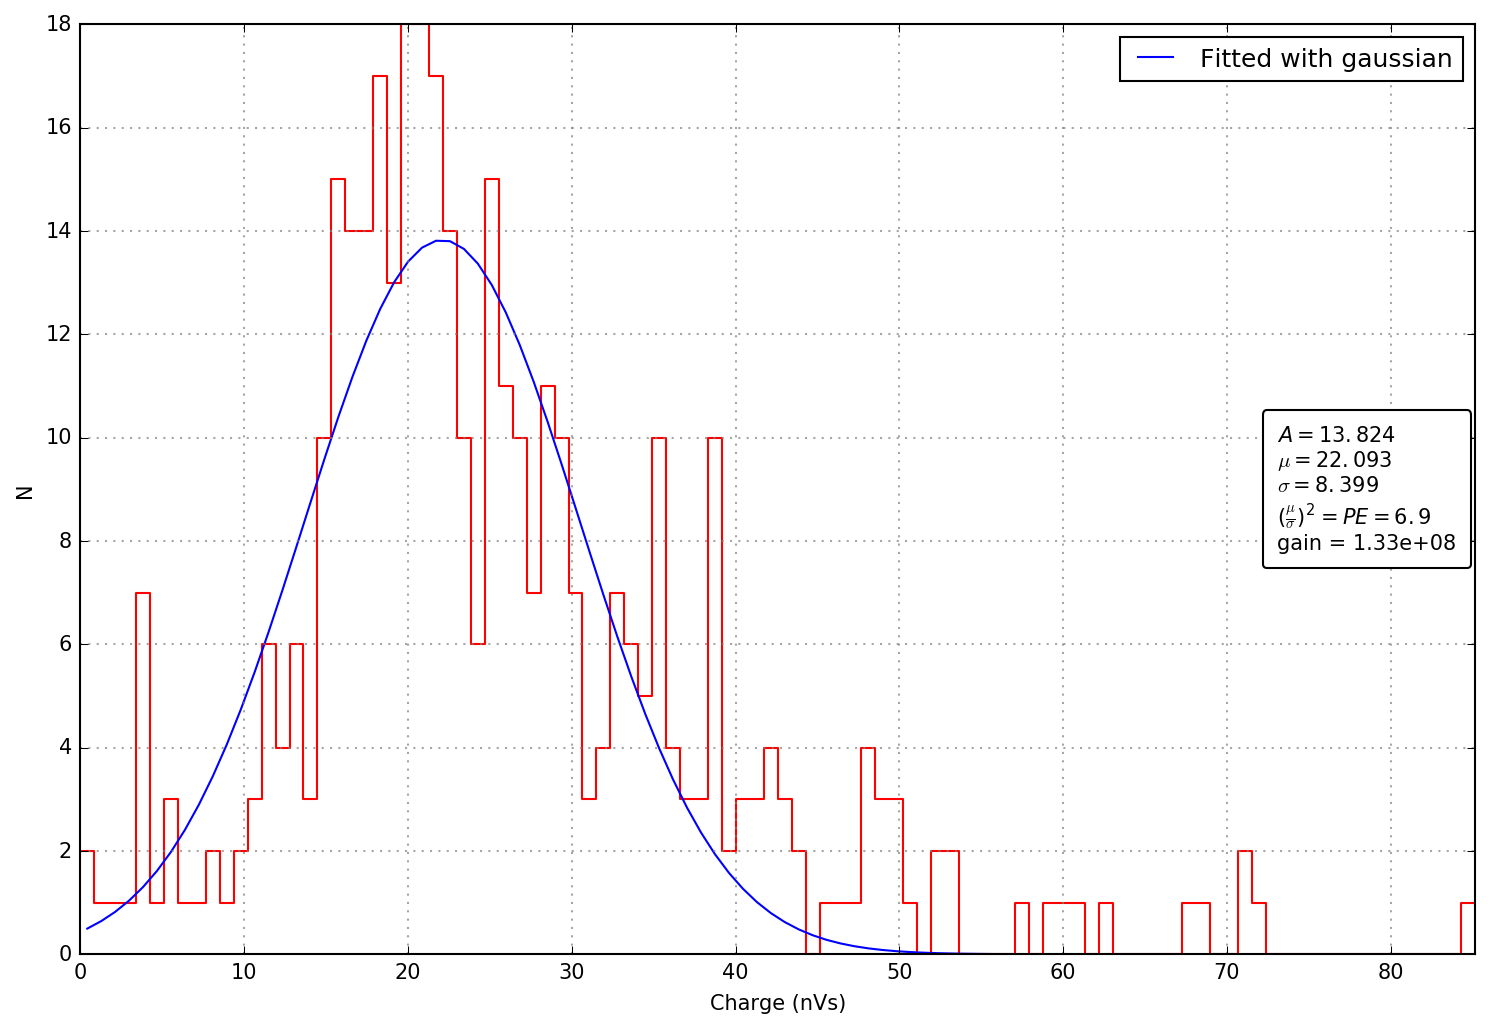 18
16
14
12
10
8
6
4
2
0
N
0 10 20 30 40 50 60 70 80
Charge (nVs)
Fitted with gaussian
A = 13.824
μ = 22.093
σ = 8.399
(μ/σ)² = PE = 6.9
gain = 1.33e+08